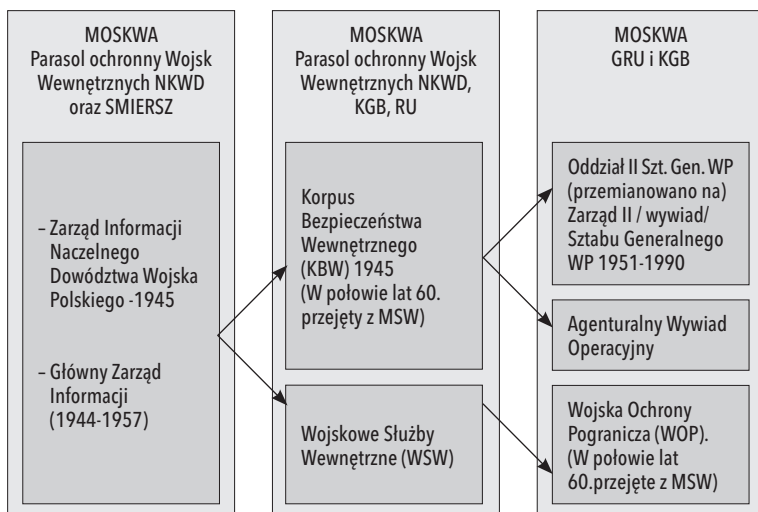 MOSKWA
Parasol ochronny Wojsk
Wewnętrznych NKWD
oraz SMIERSZ
– Zarząd Informacji
Naczelnego
Dowództwa Wojska
Polskiego -1945
– Główny Zarząd
Informacji
(1944-1957)
MOSKWA
Parasol ochronny Wojsk
Wewnętrznych NKWD,
KGB, RU
Korpus
Bezpieczeństwa
Wewnętrznego
(KBW) 1945
(W połowie lat 60.
przejęty z MSW)
Wojskowe Służby
Wewnętrzne (WSW)
MOSKWA
GRU i KGB
Oddział II Szt. Gen. WP
(przemianowano na)
Zarząd II / wywiad/
Sztabu Generalnego
WP 1951-1990
Agenturalny Wywiad
Operacyjny
Wojska Ochrony
Pogranicza (WOP).
(W połowie lat
60.przejęte z MSW)